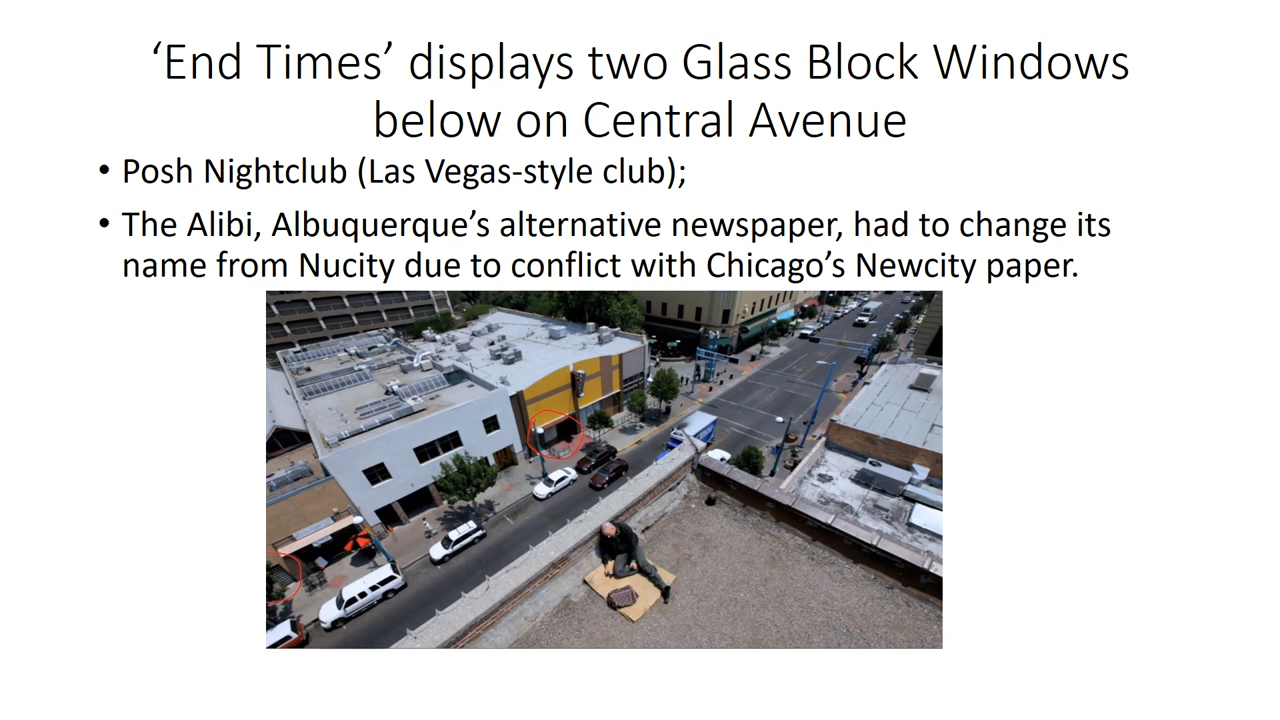 ‘End Times’ displays two Glass Block Windows
below on Central Avenue
• Posh Nightclub (Las Vegas-style club);
• The Alibi, Albuquerque’s alternative newspaper, had to change its
name from Nucity due to conflict with Chicago’s Newcity paper.